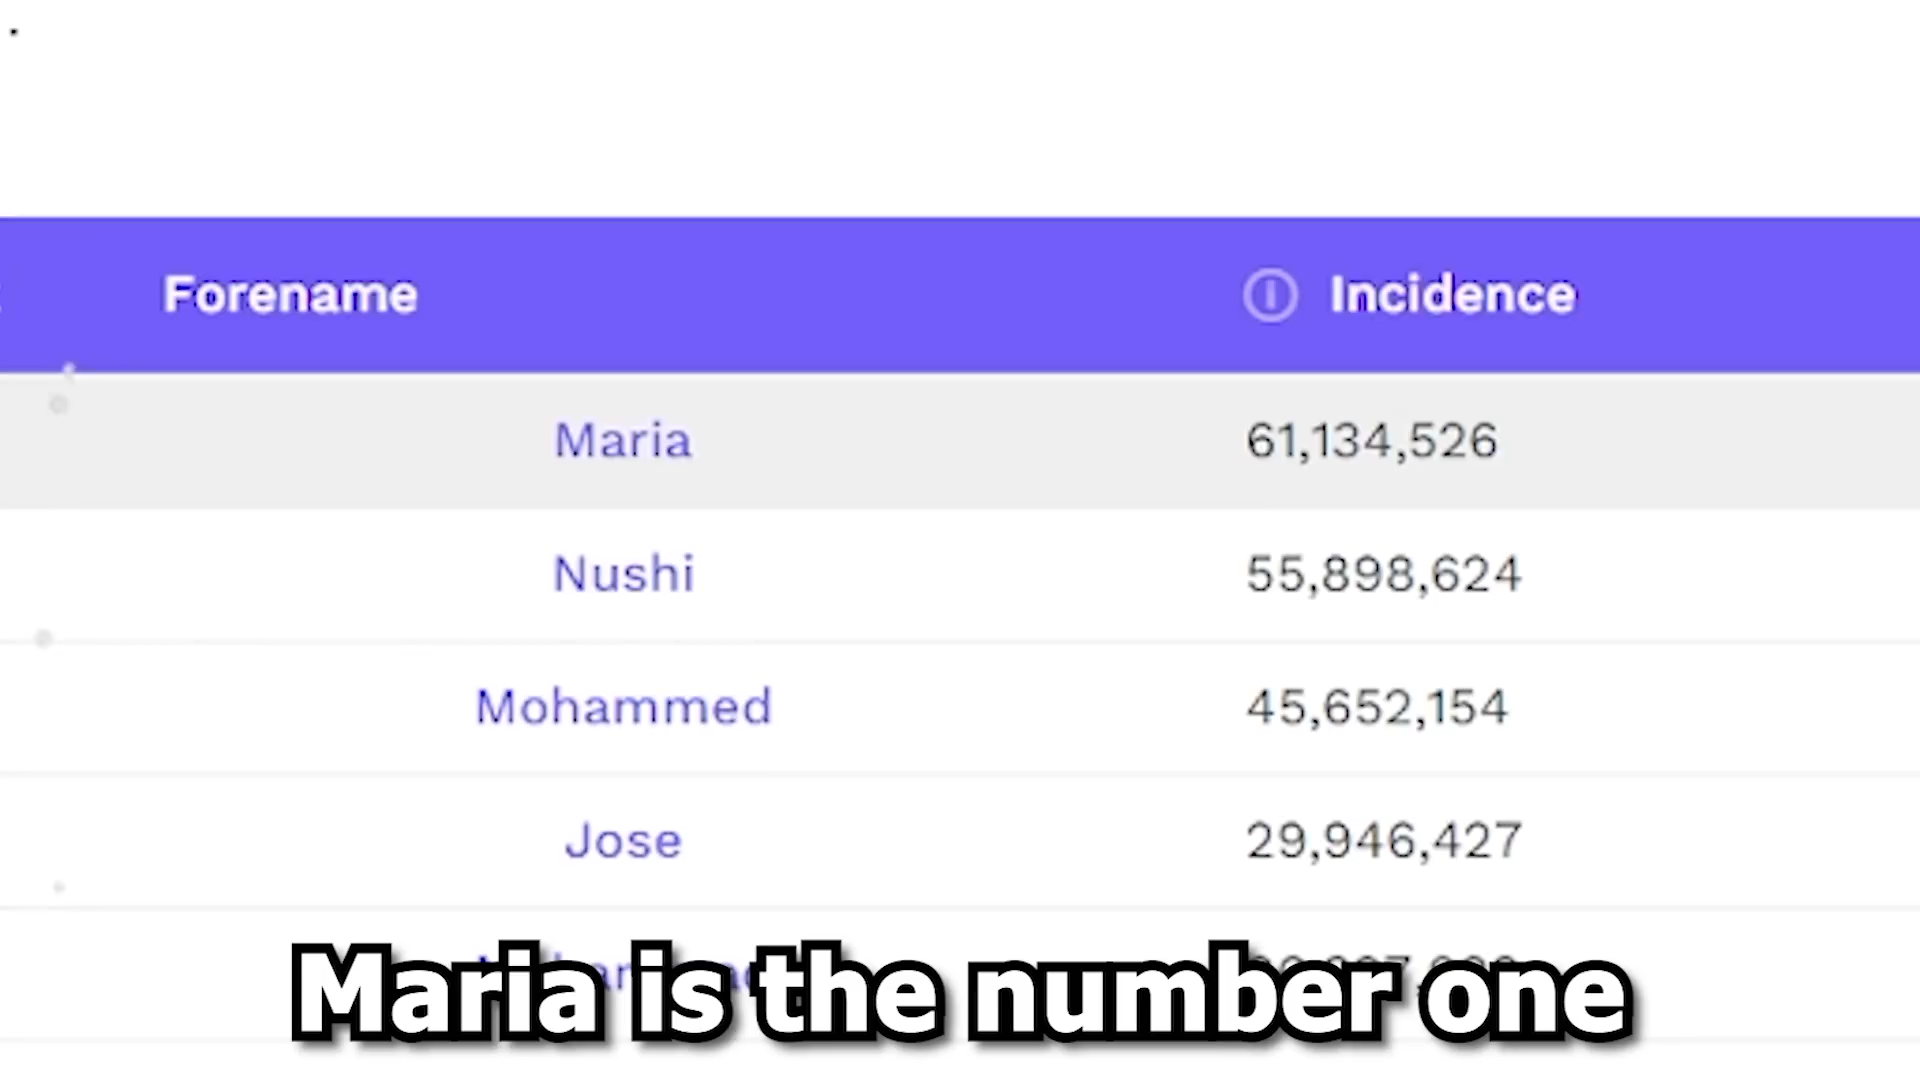 Forename Incidence
Maria 61,134,526
Nushi 55,898,624
Mohammed 45,652,154
Jose 29,946,427
Maria is the number one